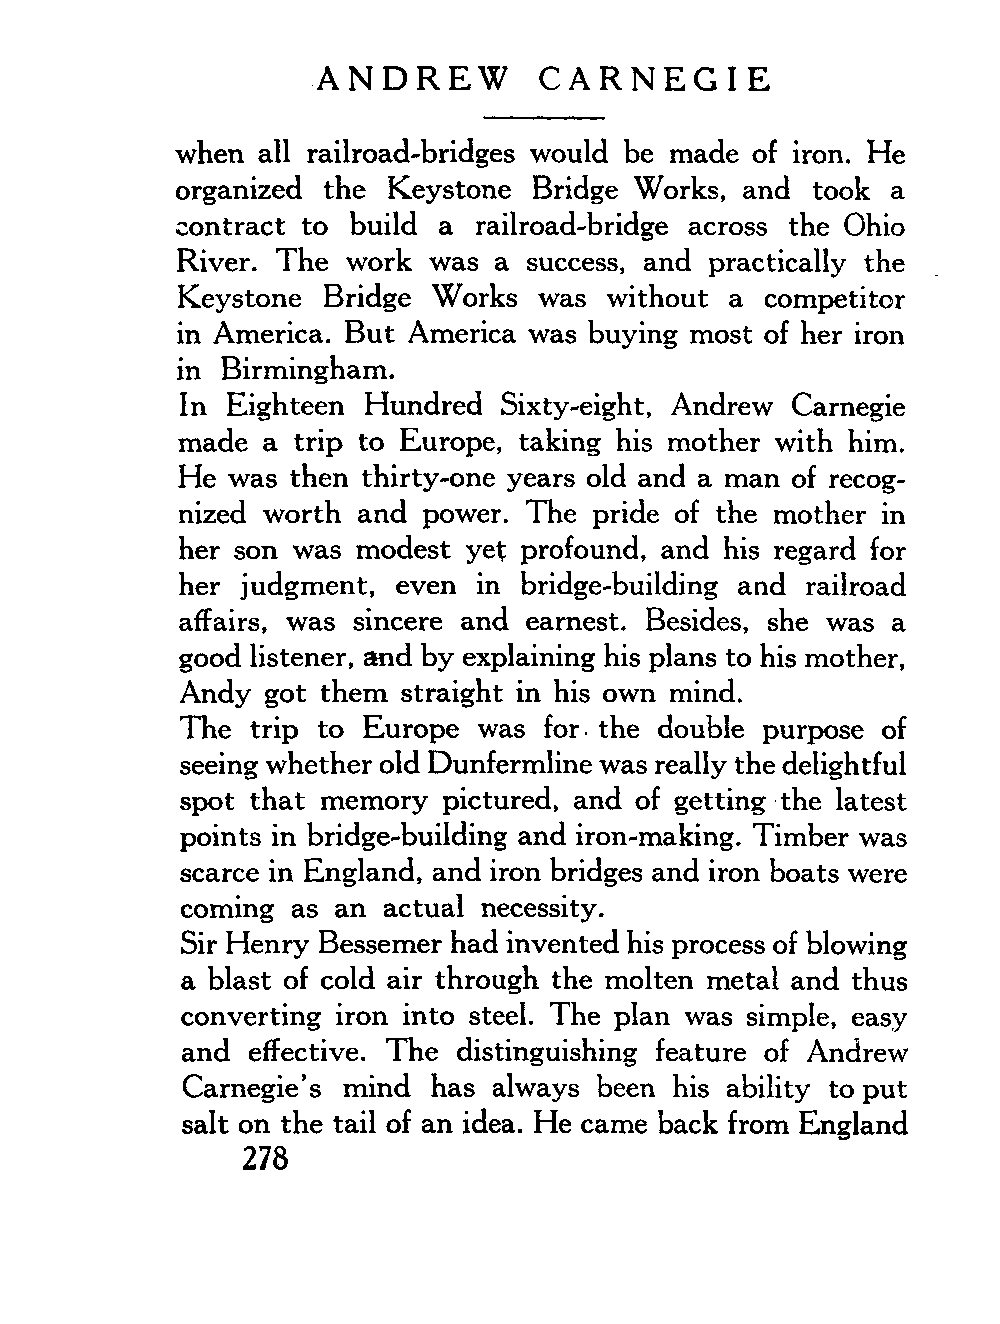 ANDREW CARNEGIE
when all railroad-bridges would be made of iron. He
organized the Keystone Bridge Works, and took a
contract to build a railroad-bridge across the Ohio
River. The work was a success, and practically the
Keystone Bridge Works was without a competitor
in America. But America was buying most of her iron
in Birmingham.
In Eighteen Hundred Sixty-eight, Andrew Carnegie
made a trip to Europe, taking his mother with him.
He was then thirty-one years old and a man of recog-
nized worth and power. The pride of the mother in
her son was modest yet profound, and his regard for
her judgment, even in bridge-building and railroad
affairs, was sincere and earnest. Besides, she was a
good listener, and by explaining his plans to his mother,
Andy got them straight in his own mind.
The trip to Europe was for the double purpose of
seeing whether old Dunfermline was really the delightful
spot that memory pictured, and of getting the latest
points in bridge-building and iron-making. Timber was
scarce in England, and iron bridges and iron boats were
coming as an actual necessity.
Sir Henry Bessemer had invented his process of blowing
a blast of cold air through the molten metal and thus
converting iron into steel. The plan was simple, easy
and effective. The distinguishing feature of Andrew
Carnegie's mind has always been his ability to put
salt on the tail of an idea. He came back from England
278